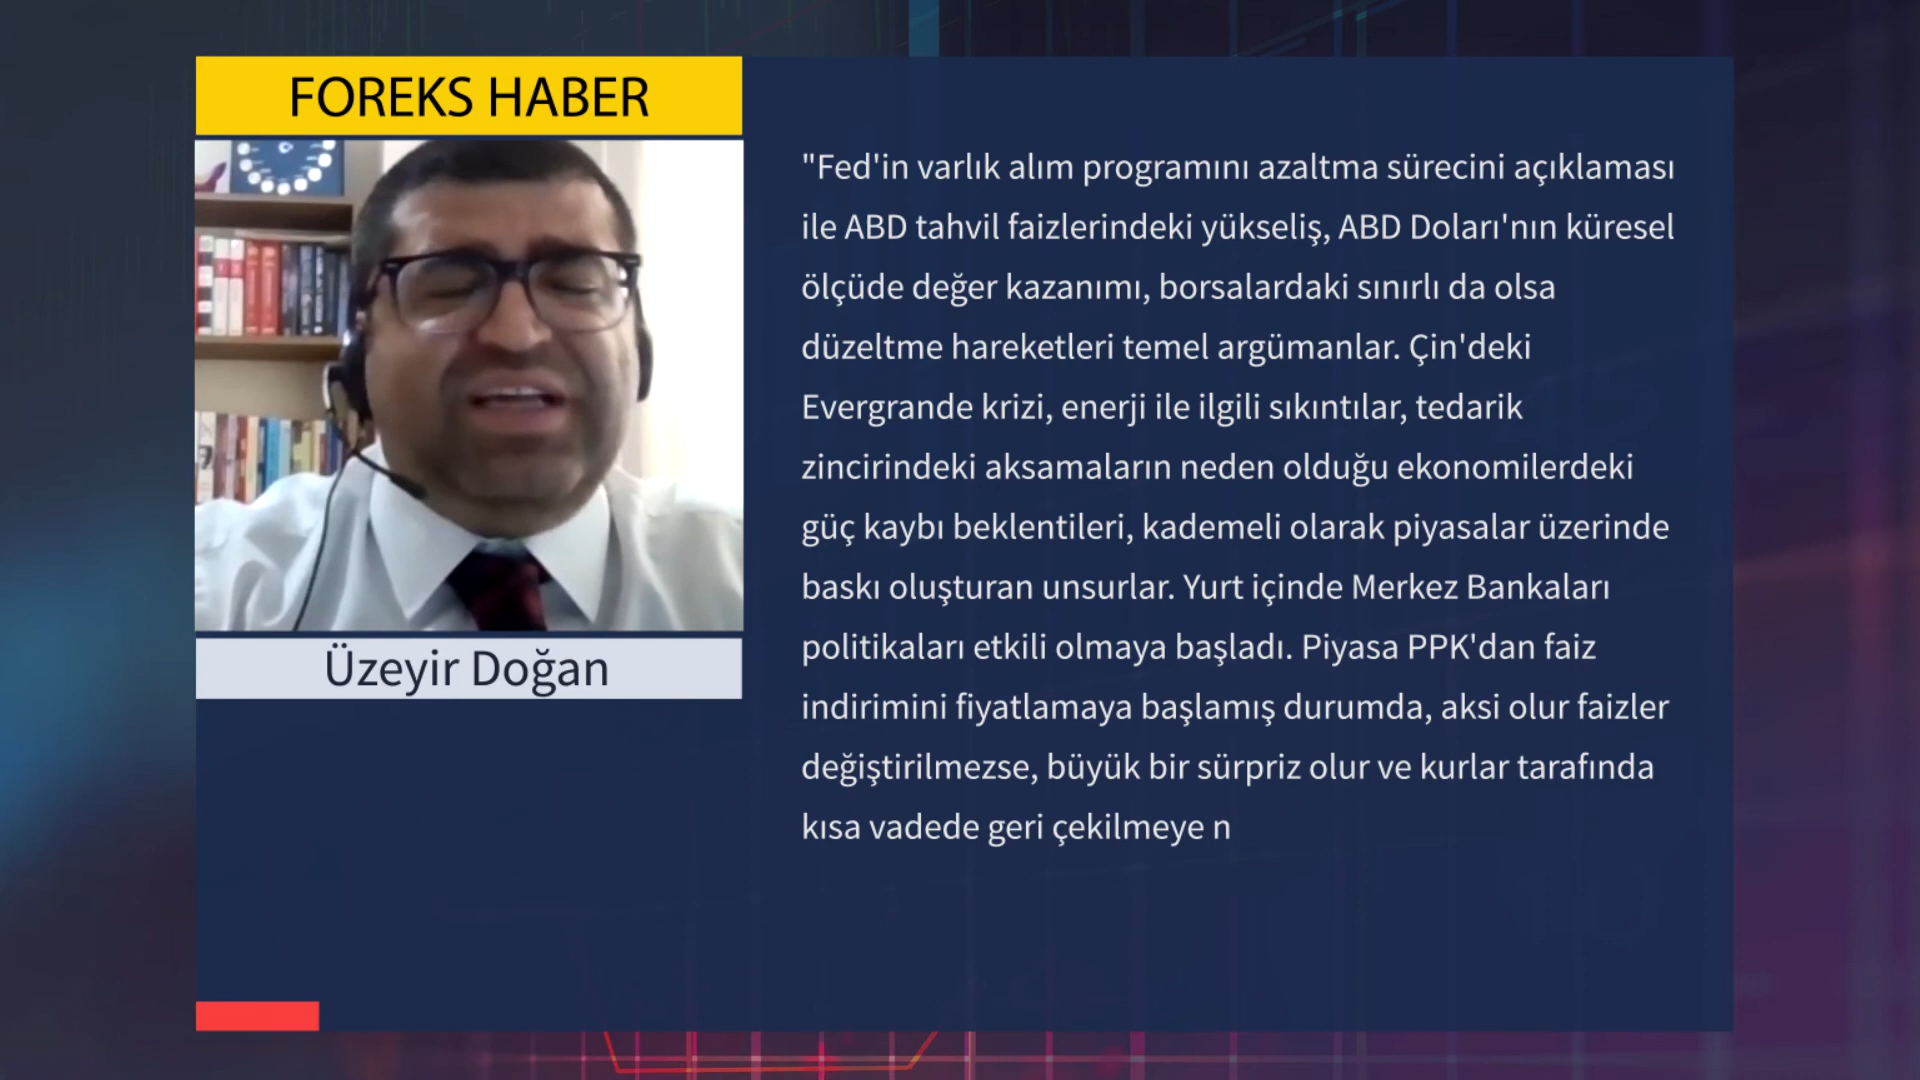 FOREKS HABER
Üzeyir Doğan
"Fed'in varlık alım programını azaltma sürecini açıklaması
ile ABD tahvil faizlerindeki yükseliş, ABD Doları'nın küresel
ölçüde değer kazanımı, borsalardaki sınırlı da olsa
düzeltme hareketleri temel argümanlar. Çin'deki
Evergrande krizi, enerji ile ilgili sıkıntılar, tedarik
zincirindeki aksamaların neden olduğu ekonomilerdeki
güç kaybı beklentileri, kademeli olarak piyasalar üzerinde
baskı oluşturan unsurlar. Yurt içinde Merkez Bankaları
politikaları etkili olmaya başladı. Piyasa PPK'dan faiz
indirimini fiyatlamaya başlamış durumda, aksi olur faizler
değiştirilmezse, büyük bir sürpriz olur ve kurlar tarafında
kısa vadede geri çekilmeye n